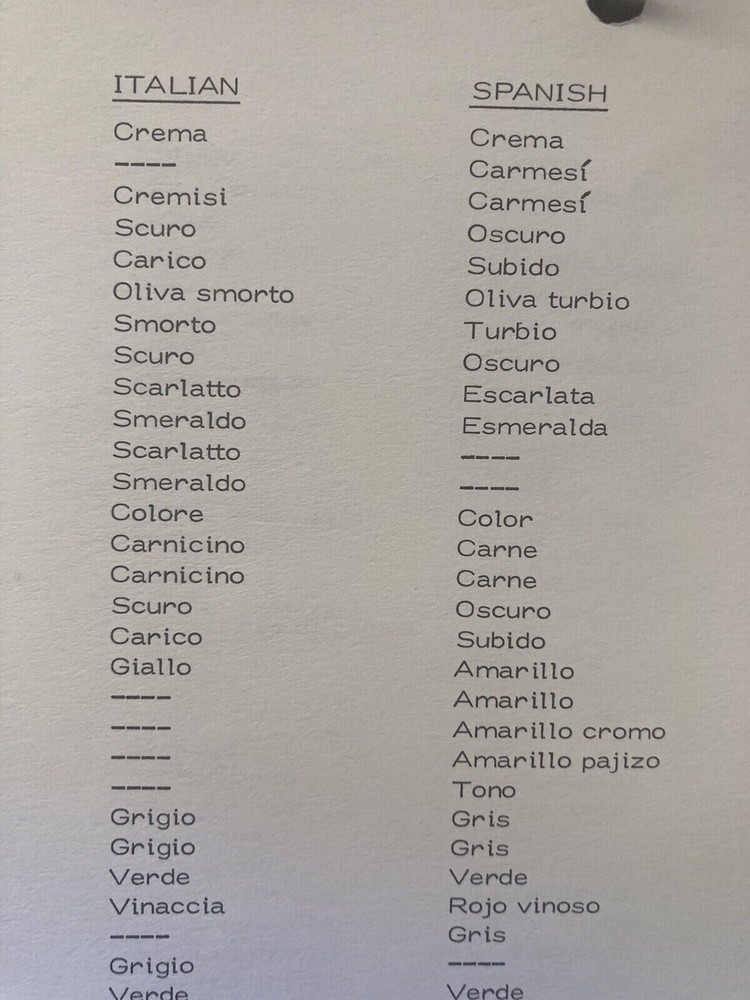 ITALIAN SPANISH
Crema Crema
---- Carmesí
Cremisi Carmesí
Scuro Oscuro
Carico Subido
Oliva smorto Oliva turbio
Smorto Turbio
Scuro Oscuro
Scarlatto Escarlata
Smeraldo Esmeralda
Scarlatto ----
Smeraldo ----
Colore Color
Carnicino Carne
Carnicino Carne
Scuro Oscuro
Carico Subido
Giallo Amarillo
---- Amarillo
---- Amarillo cromo
---- Amarillo pajizo
---- Tono
Grigio Gris
Grigio Gris
Verde Verde
Vinaccia Rojo vinoso
---- Gris
Grigio ----
Verde Verde